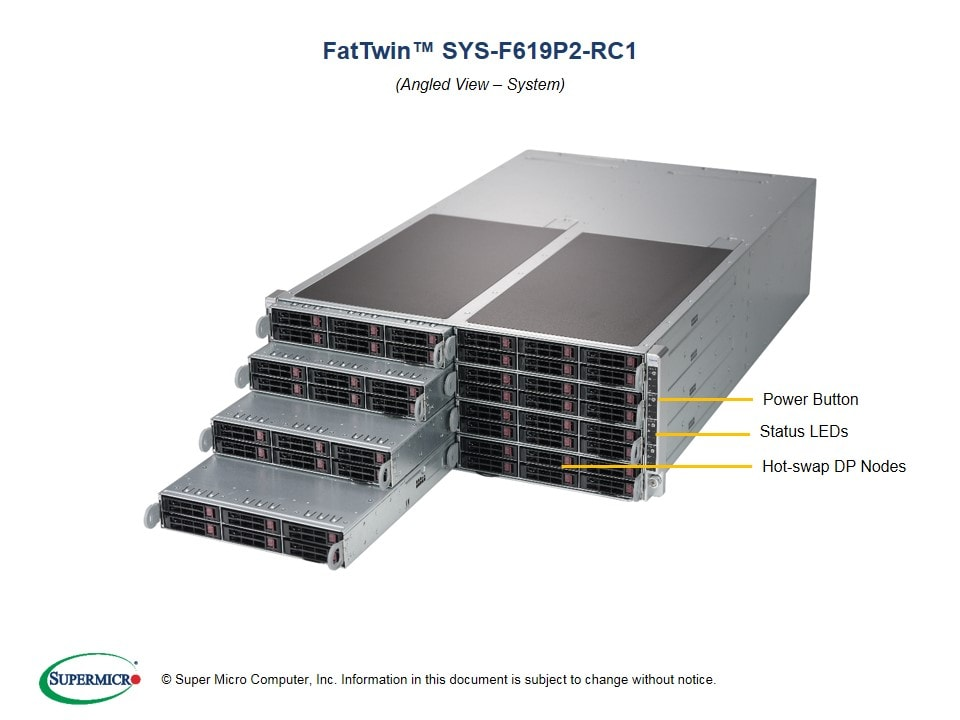 FatTwin™ SYS-F619P2-RC1
(Angled View – System)
Power Button
Status LEDs
Hot-swap DP Nodes
SUPERMICRO
© Super Micro Computer, Inc. Information in this document is subject to change without notice.